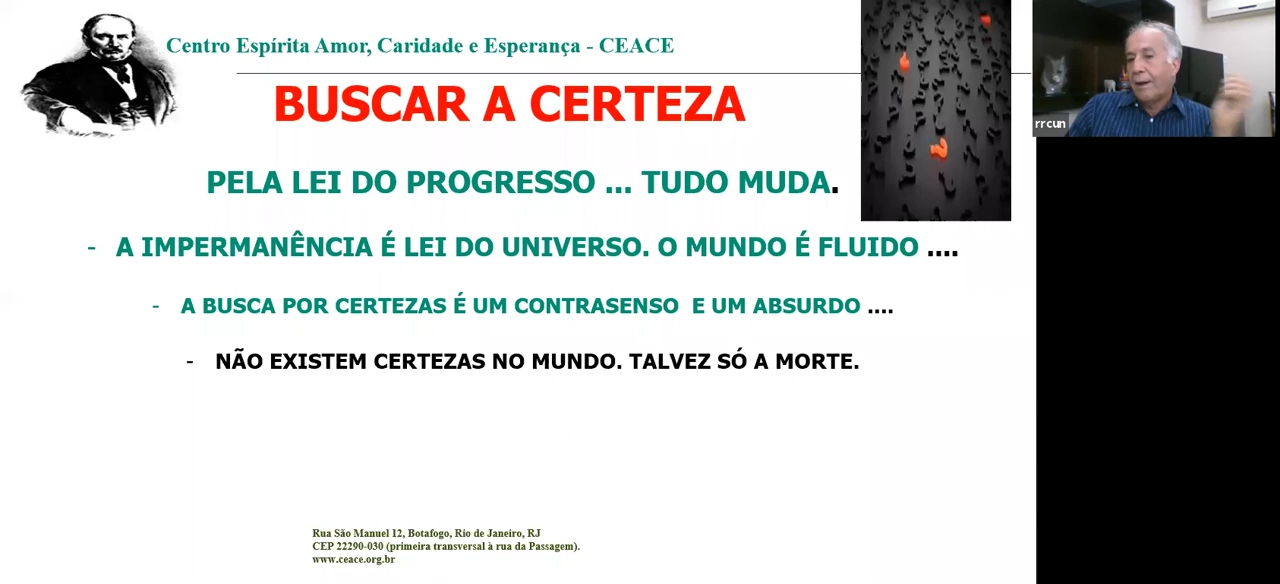 Centro Espírita Amor, Caridade e Esperança - CEACE
BUSCAR A CERTEZA
PELA LEI DO PROGRESSO ... TUDO MUDA.
- A IMPERMANÊNCIA É LEI DO UNIVERSO. O MUNDO É FLUIDO ....
- A BUSCA POR CERTEZAS É UM CONTRASENSO E UM ABSURDO ....
- NÃO EXISTEM CERTEZAS NO MUNDO. TALVEZ SÓ A MORTE.
rrcun
Rua São Manuel 12, Botafogo, Rio de Janeiro, RJ
CEP 22290-030 (primeira transversal à rua da Passagem).
www.ceace.org.br